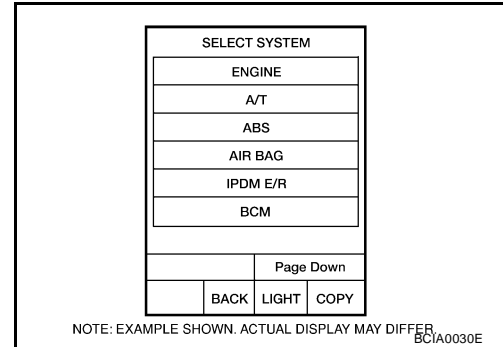 SELECT SYSTEM
ENGINE
A/T
ABS
AIR BAG
IPDM E/R
BCM
Page Down
BACK LIGHT COPY
NOTE: EXAMPLE SHOWN. ACTUAL DISPLAY MAY DIFFER.
BCIA0030E